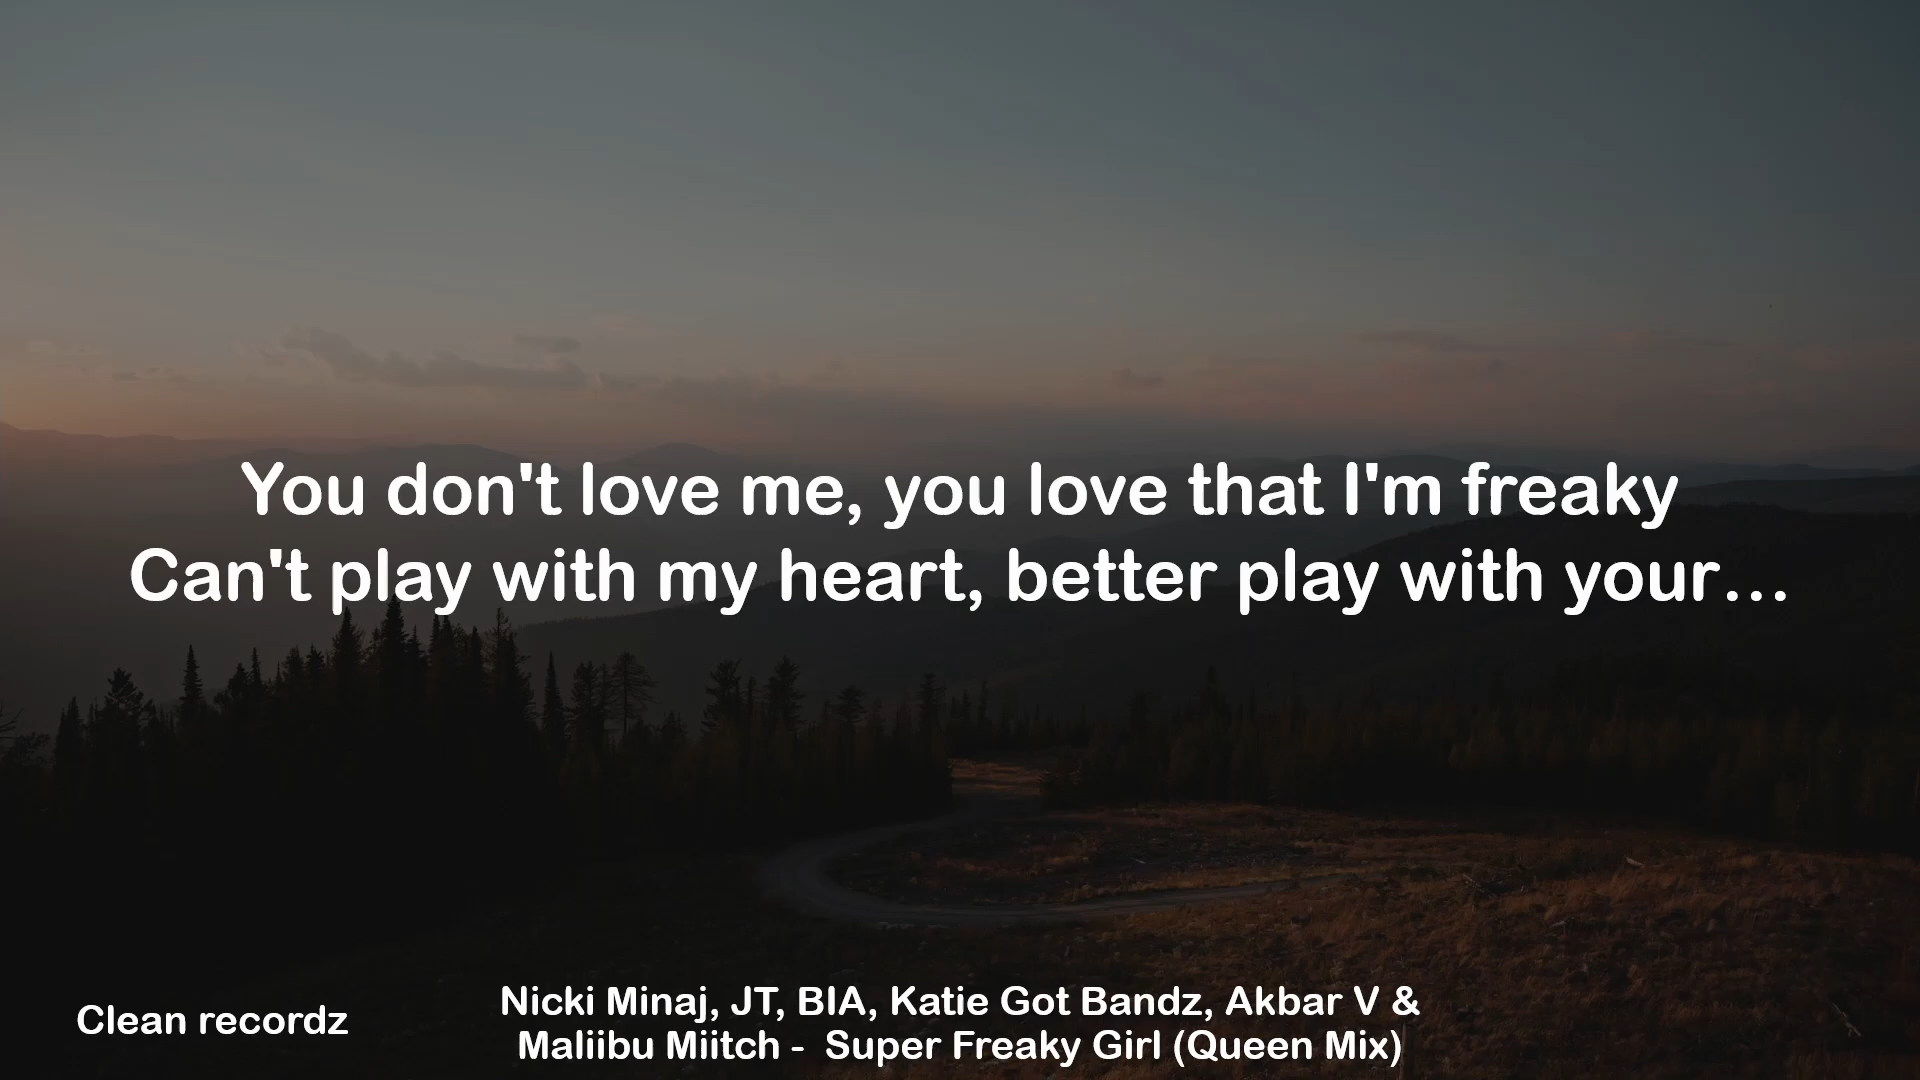 You don't love me, you love that I'm freaky
Can't play with my heart, better play with your...
Clean recordz
Nicki Minaj, JT, BIA, Katie Got Bandz, Akbar V &
Maliibu Miitch -  Super Freaky Girl (Queen Mix)